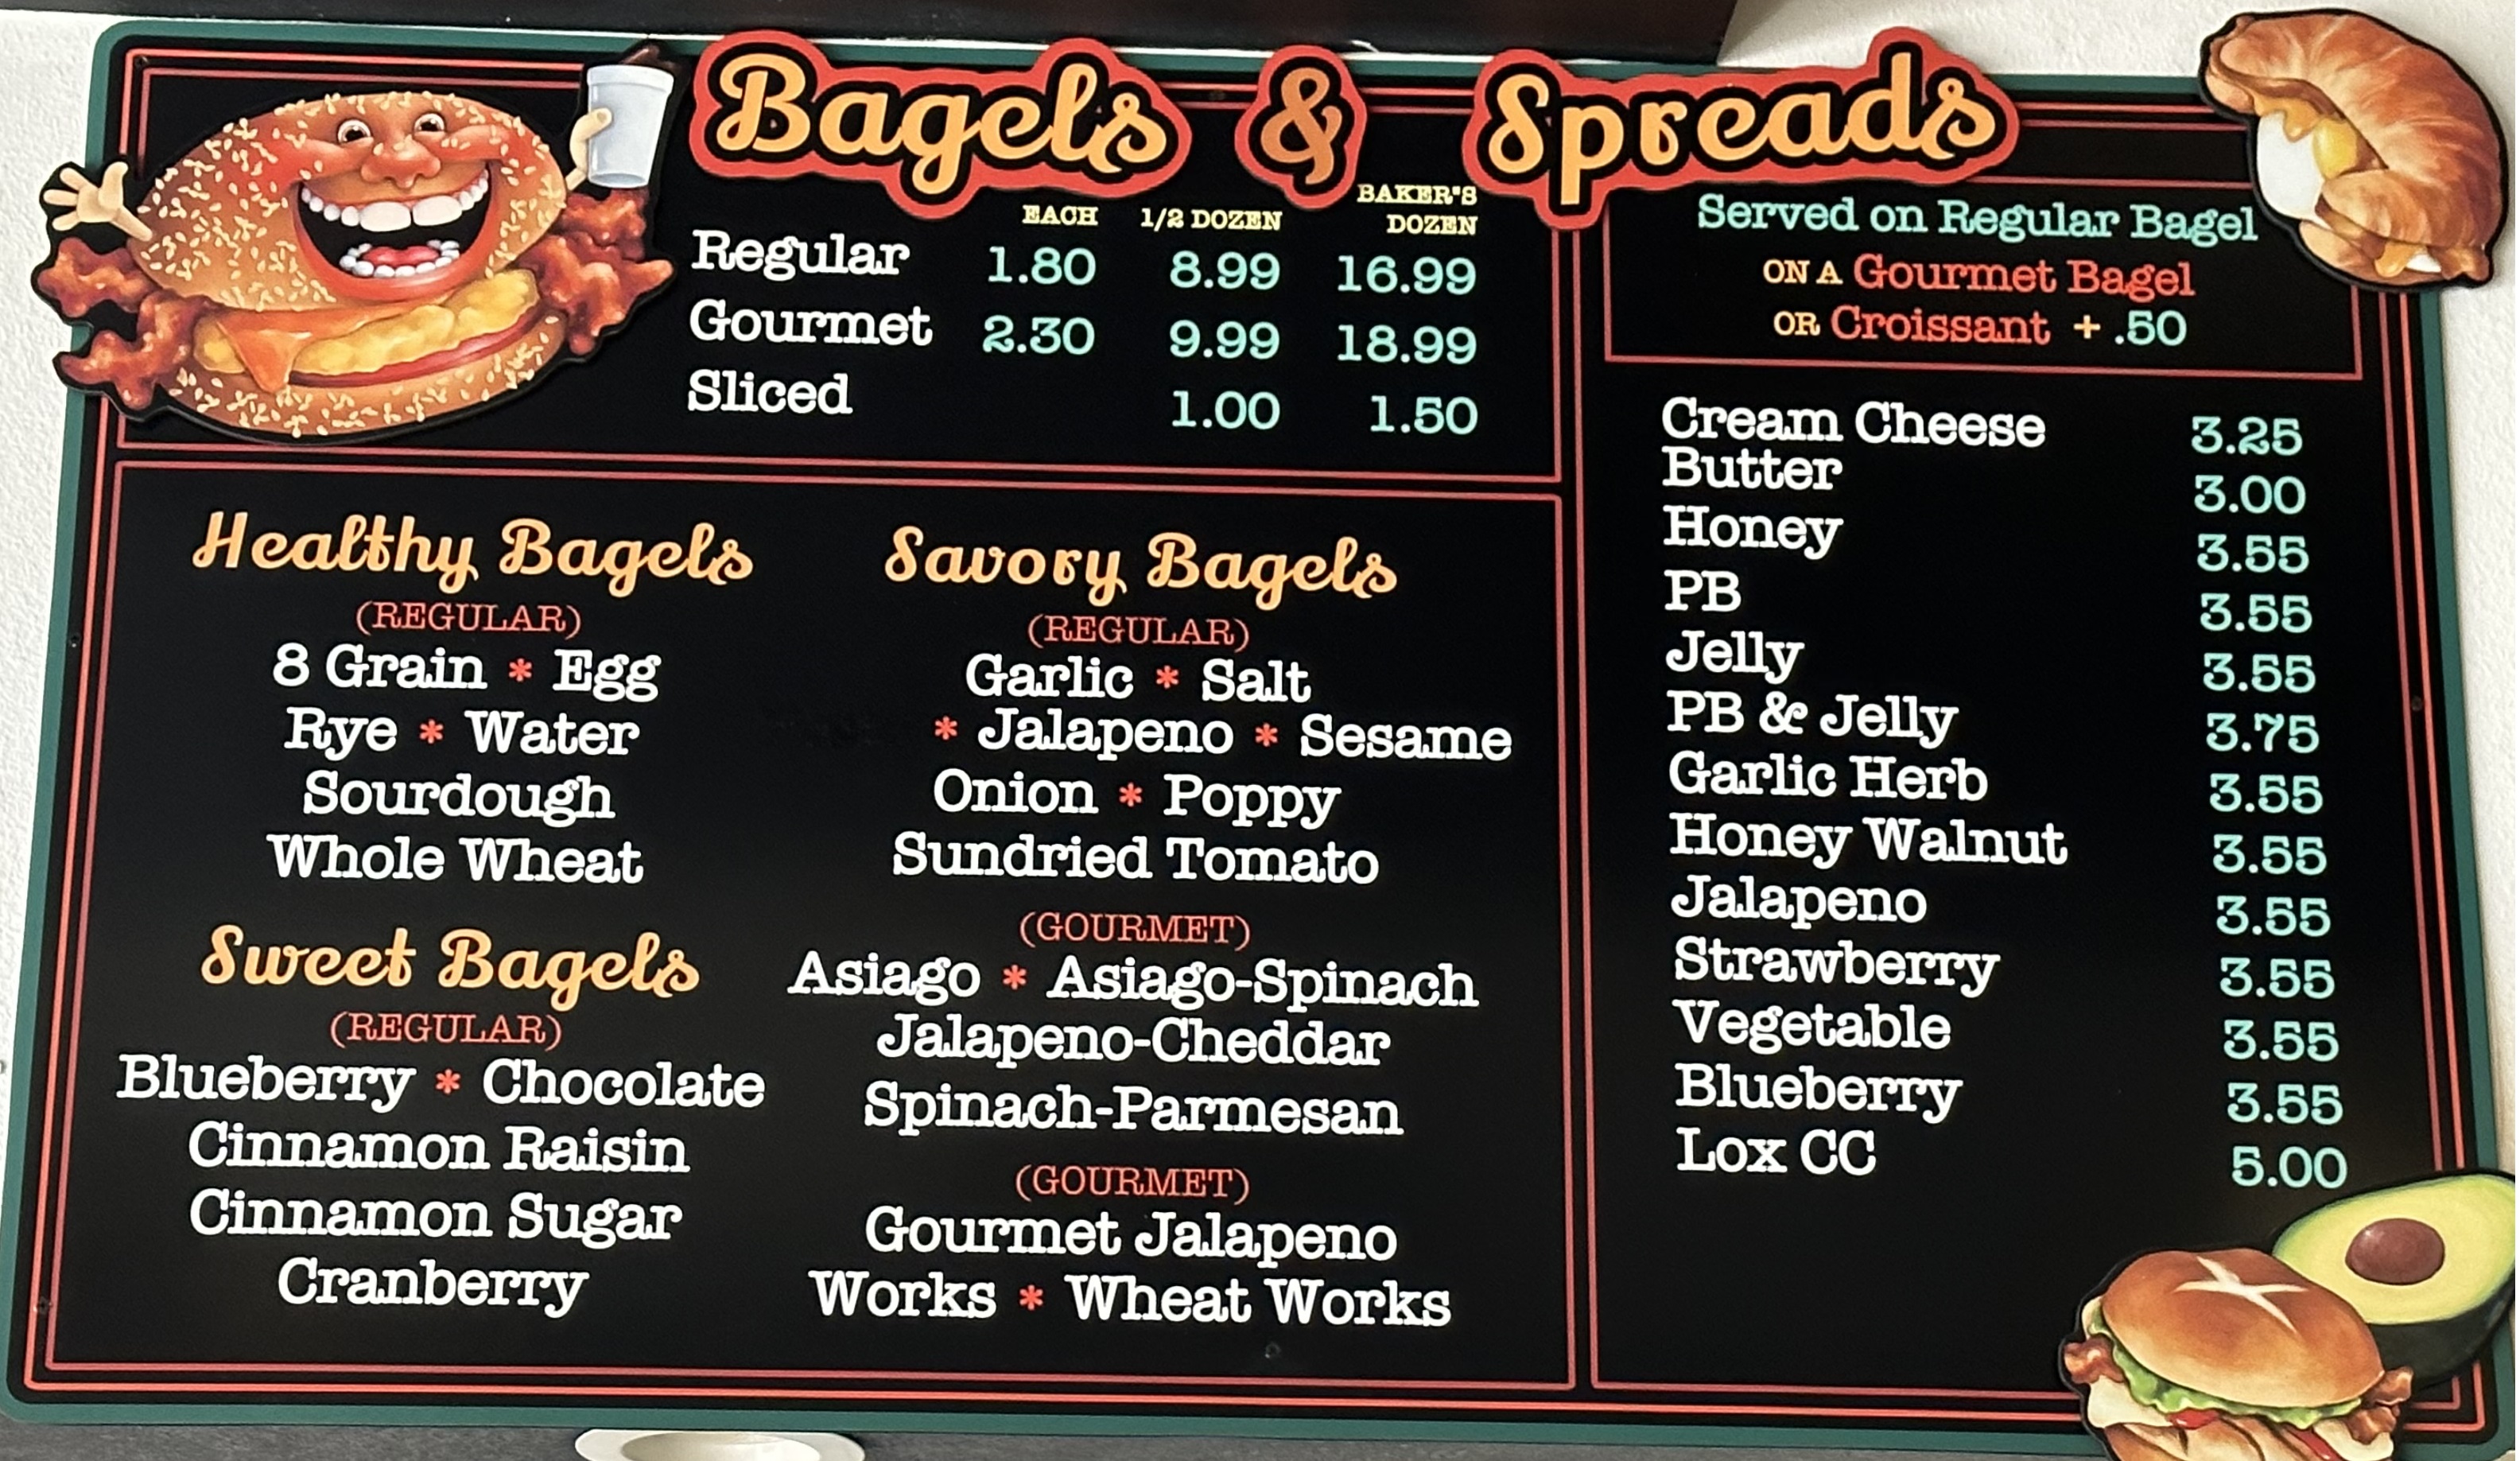 Bagels & Spreads
EACH 1/2 DOZEN BAKER'S DOZEN
Regular 1.80 8.99 16.99
Gourmet 2.30 9.99 18.99
Sliced 1.00 1.50
Healthy Bagels
(REGULAR)
8 Grain * Egg
Rye * Water
Sourdough
Whole Wheat
Sweet Bagels
(REGULAR)
Blueberry * Chocolate
Cinnamon Raisin
Cinnamon Sugar
Cranberry
Savory Bagels
(REGULAR)
Garlic * Salt
* Jalapeno * Sesame
Onion * Poppy
Sundried Tomato
(GOURMET)
Asiago * Asiago-Spinach
Jalapeno-Cheddar
Spinach-Parmesan
(GOURMET)
Gourmet Jalapeno
Works * Wheat Works
Served on Regular Bagel
ON A Gourmet Bagel
OR Croissant + .50
Cream Cheese 3.25
Butter 3.00
Honey 3.55
PB 3.55
Jelly 3.55
PB & Jelly 3.75
Garlic Herb 3.55
Honey Walnut 3.55
Jalapeno 3.55
Strawberry 3.55
Vegetable 3.55
Blueberry 3.55
Lox CC 5.00